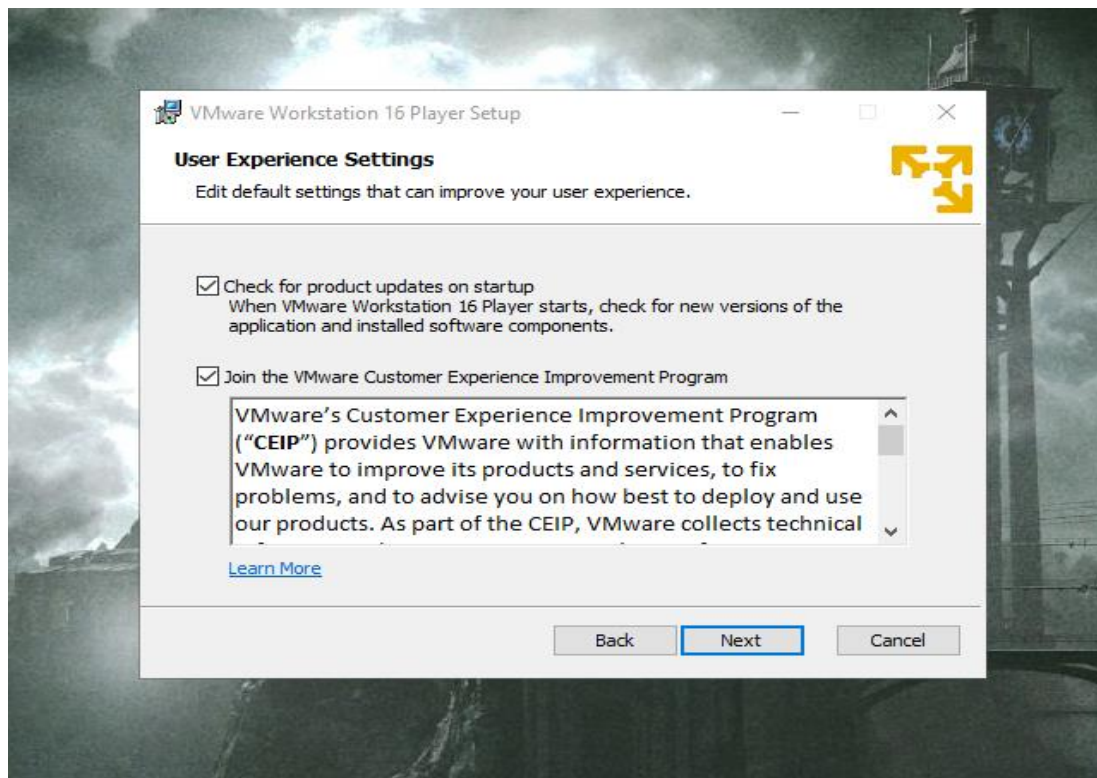 VMware Workstation 16 Player Setup
User Experience Settings
Edit default settings that can improve your user experience.
Check for product updates on startup
When VMware Workstation 16 Player starts, check for new versions of the
application and installed software components.
Join the VMware Customer Experience Improvement Program
VMware’s Customer Experience Improvement Program
(“CEIP”) provides VMware with information that enables
VMware to improve its products and services, to fix
problems, and to advise you on how best to deploy and use
our products. As part of the CEIP, VMware collects technical
Learn More
Back
Next
Cancel